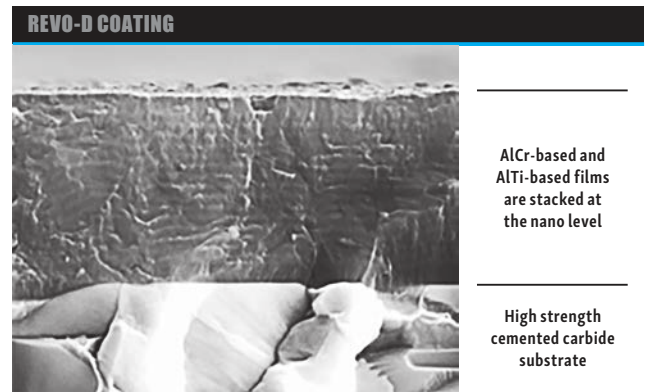 REVO-D COATING
AlCr-based and
AlTi-based films
are stacked at
the nano level
High strength
cemented carbide
substrate